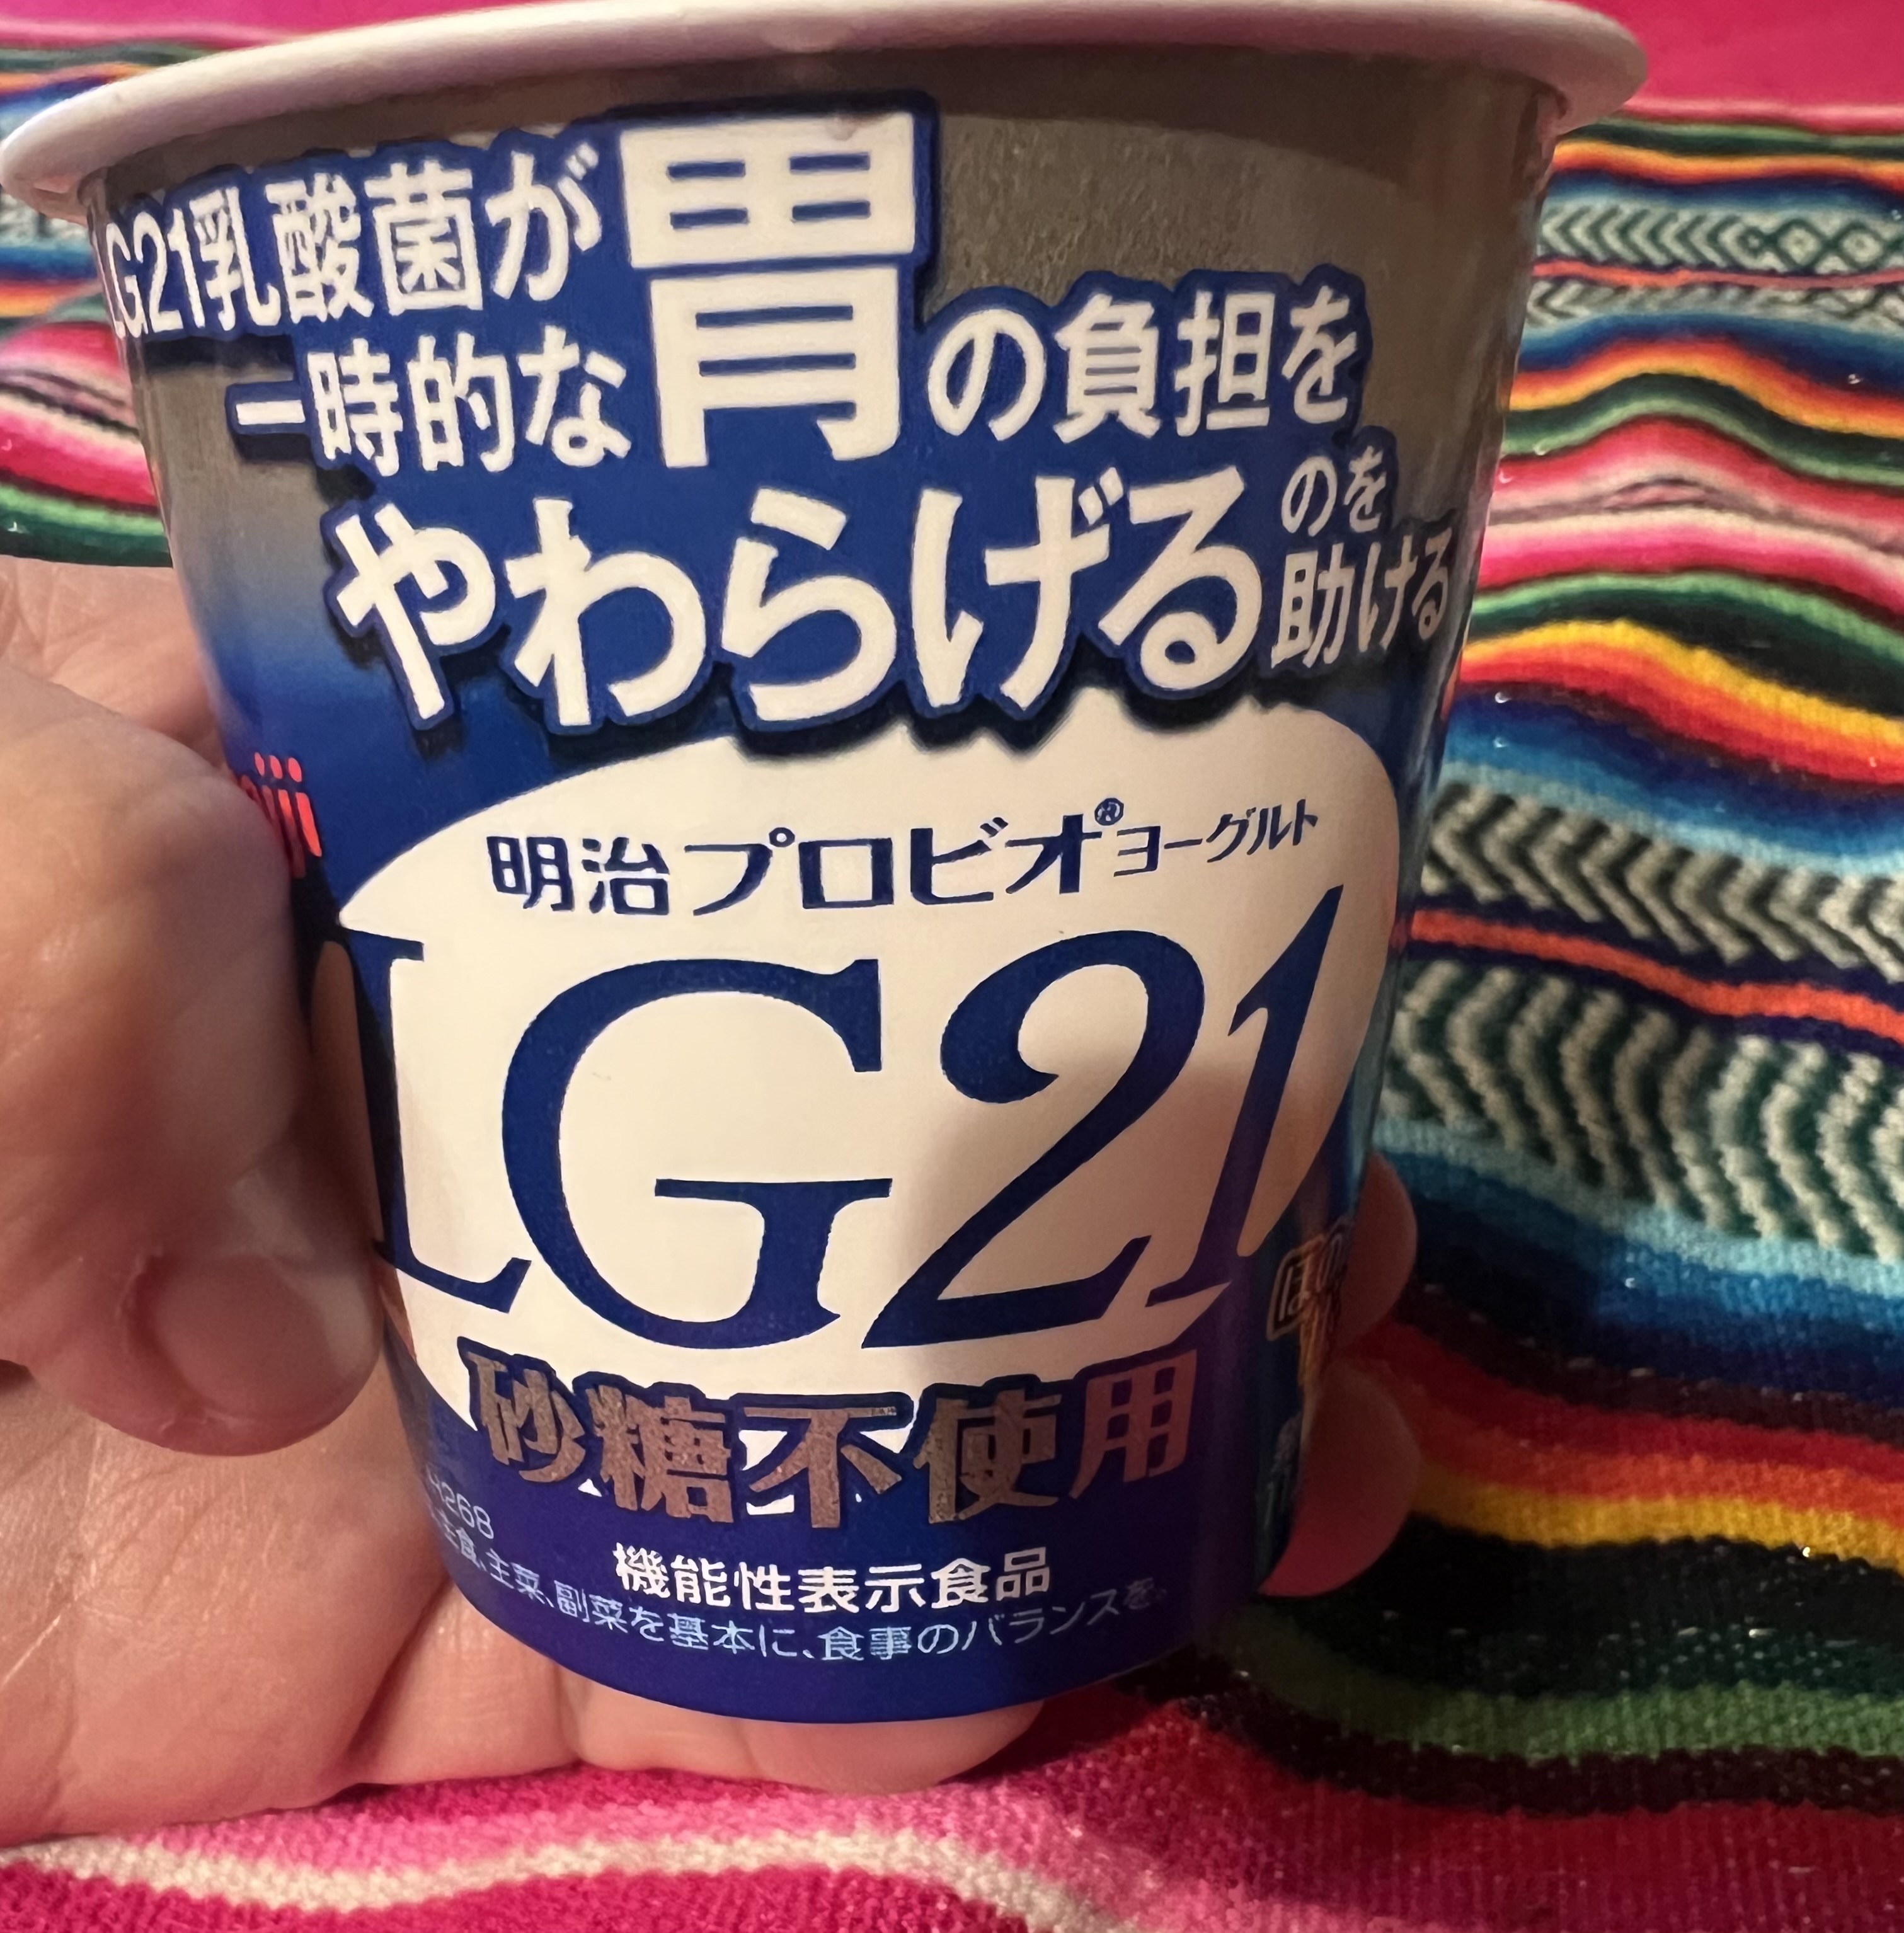 LG21乳酸菌が
一時的な胃の負担を
やわらげるのを助ける
明治プロビオ®ヨーグルト
LG21
砂糖不使用
H268
機能性表示食品
主食、主菜、副菜を基本に、食事のバランスを。